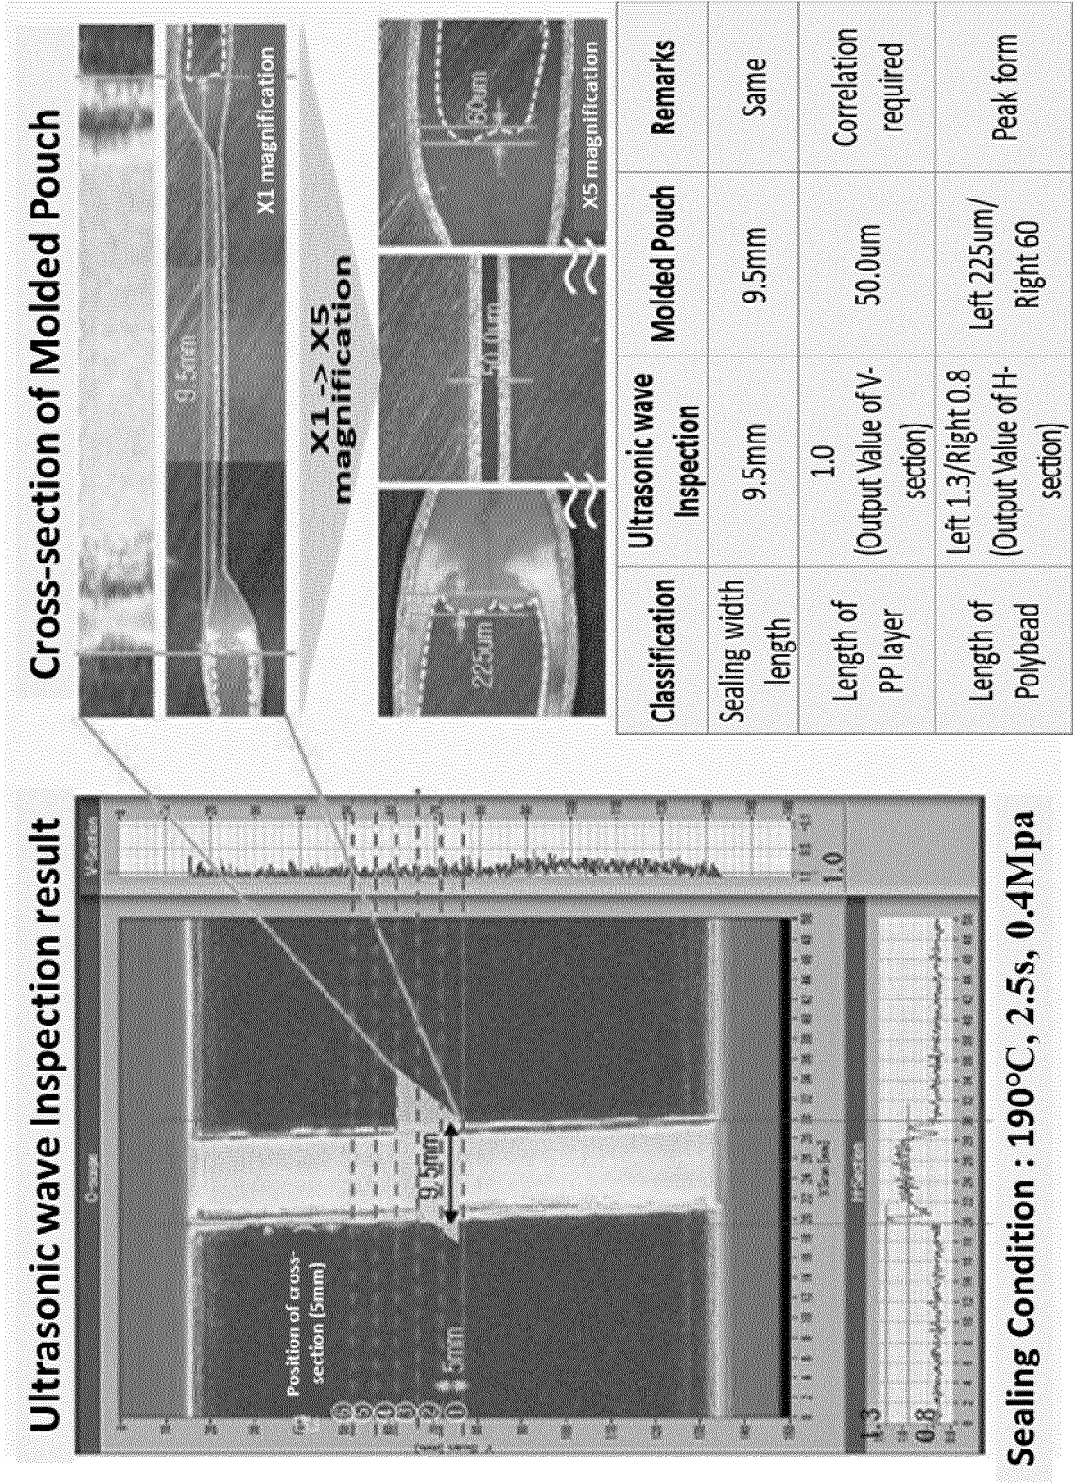 Ultrasonic wave Inspection result
Position of cross-
section (5mm)
5mm
9.5mm
1.0
1.3
0.8
Sealing Condition : 190°C, 2.5s, 0.4Mpa
Cross-section of Molded Pouch
9.5mm
X1 magnification
X1 -> X5
magnification
225um
50.0um
60um
X5 magnification
Classification
Ultrasonic wave
Inspection
Molded Pouch
Remarks
Sealing width
length
9.5mm
9.5mm
Same
Length of
PP layer
1.0
(Output Value of V-
section)
50.0um
Correlation
required
Length of
Polybead
Left 1.3/Right 0.8
(Output Value of H-
section)
Left 225um/
Right 60
Peak form